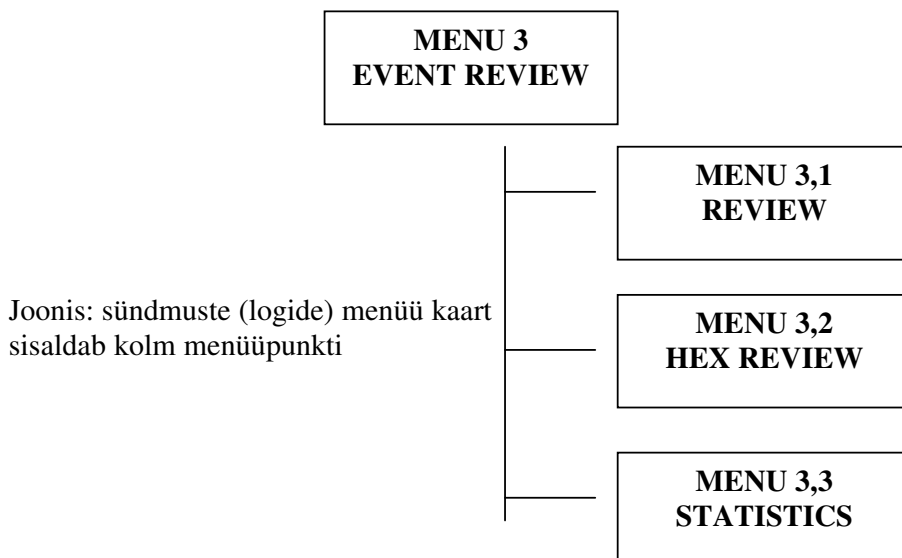 MENU 3
EVENT REVIEW
MENU 3,1
REVIEW
Joonis: sündmuste (logide) menüü kaart
sisaldab kolm menüüpunkti
MENU 3,2
HEX REVIEW
MENU 3,3
STATISTICS